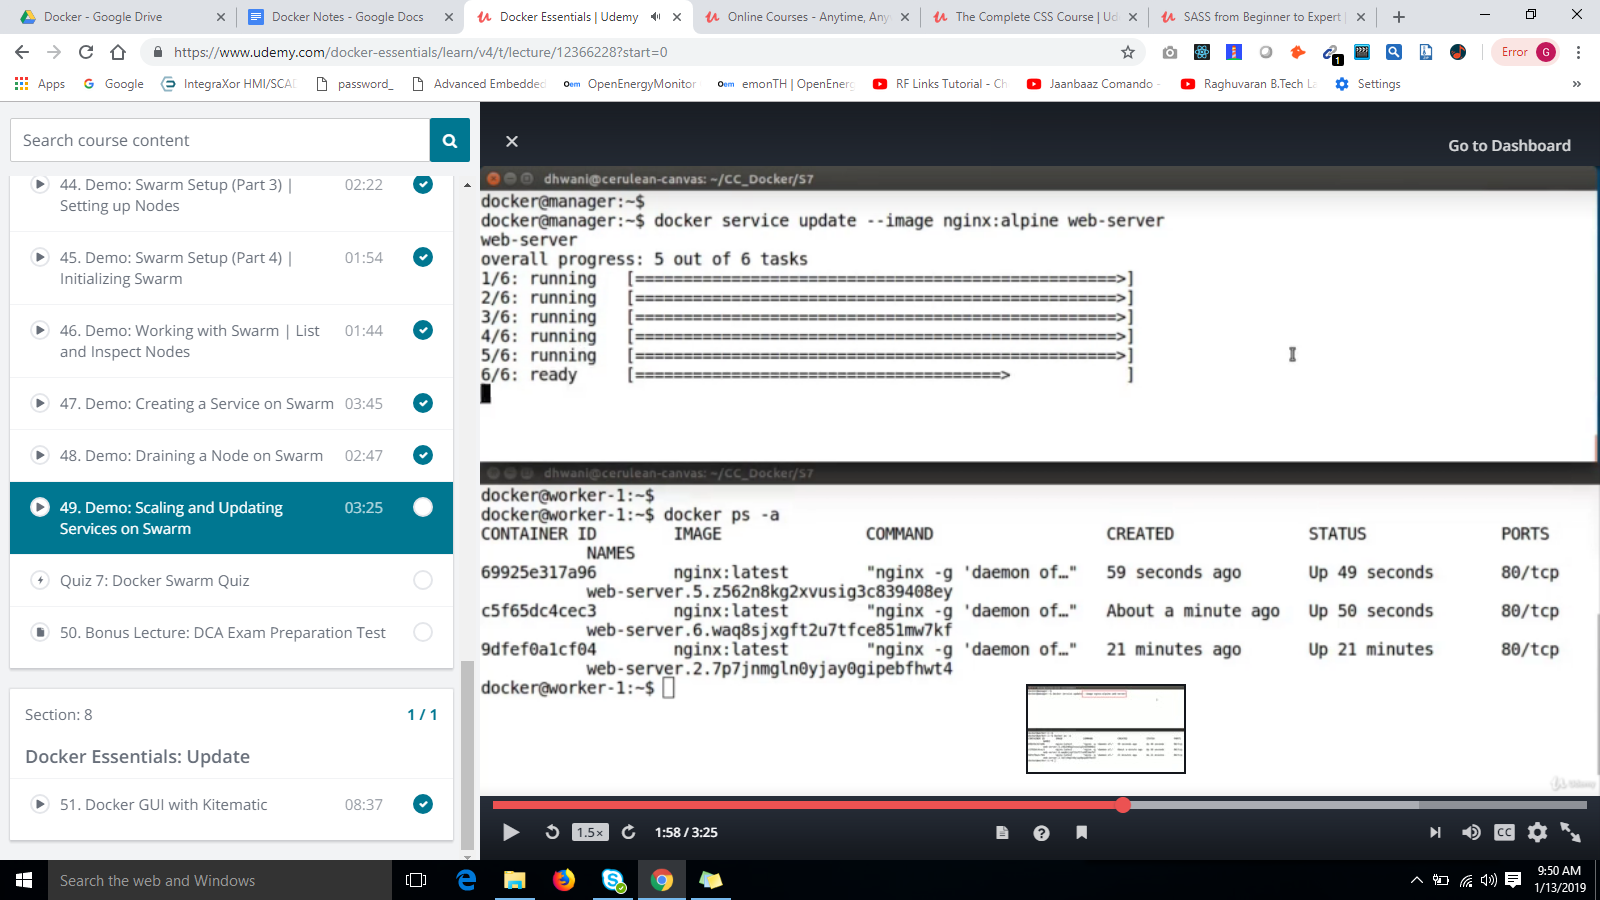 Docker - Google Drive
Docker Notes - Google Docs
Docker Essentials | Udemy
Online Courses - Anytime, Any
The Complete CSS Course | Ud
SASS from Beginner to Expert |
https://www.udemy.com/docker-essentials/learn/v4/t/lecture/12366228?start=0
1
Error G
Apps
Google
IntegraXor HMI/SCAD
password_
Advanced Embedded
OpenEnergyMonitor
emonTH | OpenEnerg
RF Links Tutorial - Ch
Jaanbaaz Comando -
Raghuvaran B.Tech La
Settings
»
Search course content
44. Demo: Swarm Setup (Part 3) | 02:22
Setting up Nodes
45. Demo: Swarm Setup (Part 4) | 01:54
Initializing Swarm
46. Demo: Working with Swarm | List 01:44
and Inspect Nodes
47. Demo: Creating a Service on Swarm 03:45
48. Demo: Draining a Node on Swarm 02:47
49. Demo: Scaling and Updating 03:25
Services on Swarm
Quiz 7: Docker Swarm Quiz
50. Bonus Lecture: DCA Exam Preparation Test
Section: 8 1 / 1
Docker Essentials: Update
51. Docker GUI with Kitematic 08:37
Go to Dashboard
dhwani@cerulean-canvas: ~/CC_Docker/S7
docker@manager:~$
docker@manager:~$ docker service update --image nginx:alpine web-server
web-server
overall progress: 5 out of 6 tasks
1/6: running [==================================================>]
2/6: running [==================================================>]
3/6: running [==================================================>]
4/6: running [==================================================>]
5/6: running [==================================================>]
6/6: ready [======================================> ]
dhwani@cerulean-canvas: ~/CC_Docker/S7
docker@worker-1:~$
docker@worker-1:~$ docker ps -a
CONTAINER ID IMAGE COMMAND CREATED STATUS PORTS
NAMES
69925e317a96 nginx:latest "nginx -g 'daemon of…" 59 seconds ago Up 49 seconds 80/tcp
web-server.5.z562n8kg2xvusig3c839408ey
c5f65dc4cec3 nginx:latest "nginx -g 'daemon of…" About a minute ago Up 50 seconds 80/tcp
web-server.6.waq8sjxgft2u7tfce851mw7kf
9dfef0a1cf04 nginx:latest "nginx -g 'daemon of…" 21 minutes ago Up 21 minutes 80/tcp
web-server.2.7p7jnmgln0yjay0gipebfhwt4
docker@worker-1:~$
Udemy
1.5× 1:58 / 3:25
CC
Search the web and Windows
9:50 AM
1/13/2019